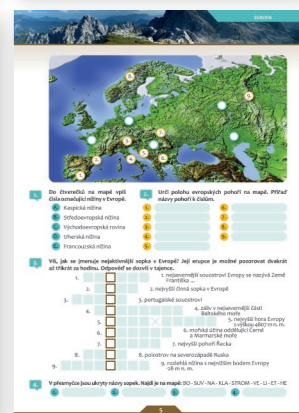 EVROPA
1. Do čtverečků na mapě vpiš čísla označující nížiny v Evropě.
Kaspická nížina
Středoevropská nížina
Východoevropská rovina
Uherská nížina
Francouzská nížina
2. Urči polohu evropských pohoří na mapě. Přiřaď názvy pohoří k číslům.
3. Víš, jak se jmenuje nejaktivnější sopka v Evropě? Její erupce je možné pozorovat dvakrát až třikrát za hodinu. Odpověď se dozvíš v tajence.
1. nejsevernější souostroví Evropy se nazývá Země Františka ...
2. nejvyšší činná sopka v Evropě
3. portugalské souostroví
4. záliv v nejsevernější části Baltského moře
5. nejvyšší hora Evropy s výškou 4807 m n. m.
6. mořská úžina oddělující Černé a Marmarské moře
7. nejvyšší pohoří Řecka
8. poloostrov na severozápadě Ruska
9. rozlehlá nížina s nejnižším bodem Evropy -28 m n. m.
4. V přesmyčce jsou ukryty názvy sopek. Najdi je na mapě: BO - SUV - NA - KLA - STROM - VE - LI - ET - HE
5